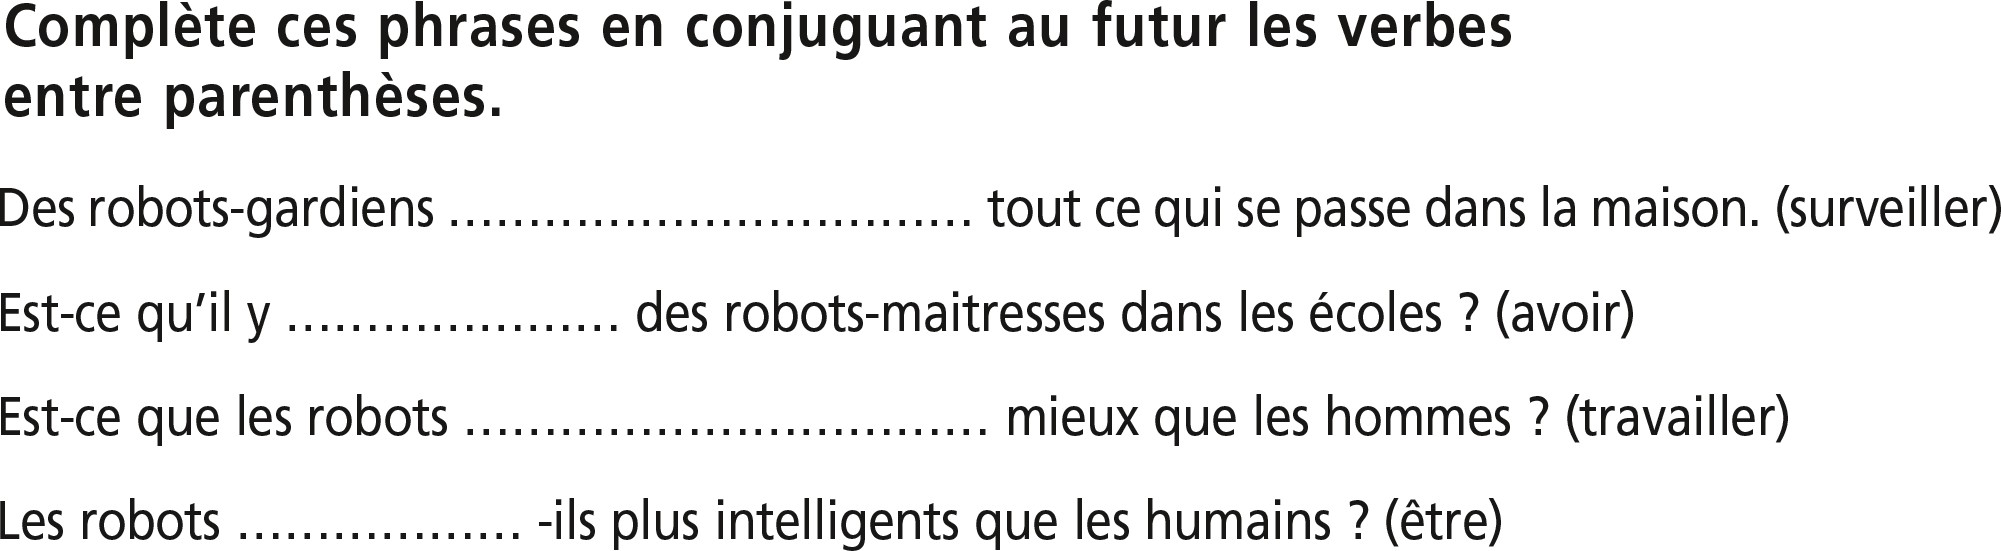 Complète ces phrases en conjuguant au futur les verbes
entre parenthèses.
Des robots-gardiens ................................. tout ce qui se passe dans la maison. (surveiller)
Est-ce qu’il y ..................... des robots-maitresses dans les écoles ? (avoir)
Est-ce que les robots ................................. mieux que les hommes ? (travailler)
Les robots .................. -ils plus intelligents que les humains ? (être)